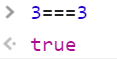 > 3===3
<· true